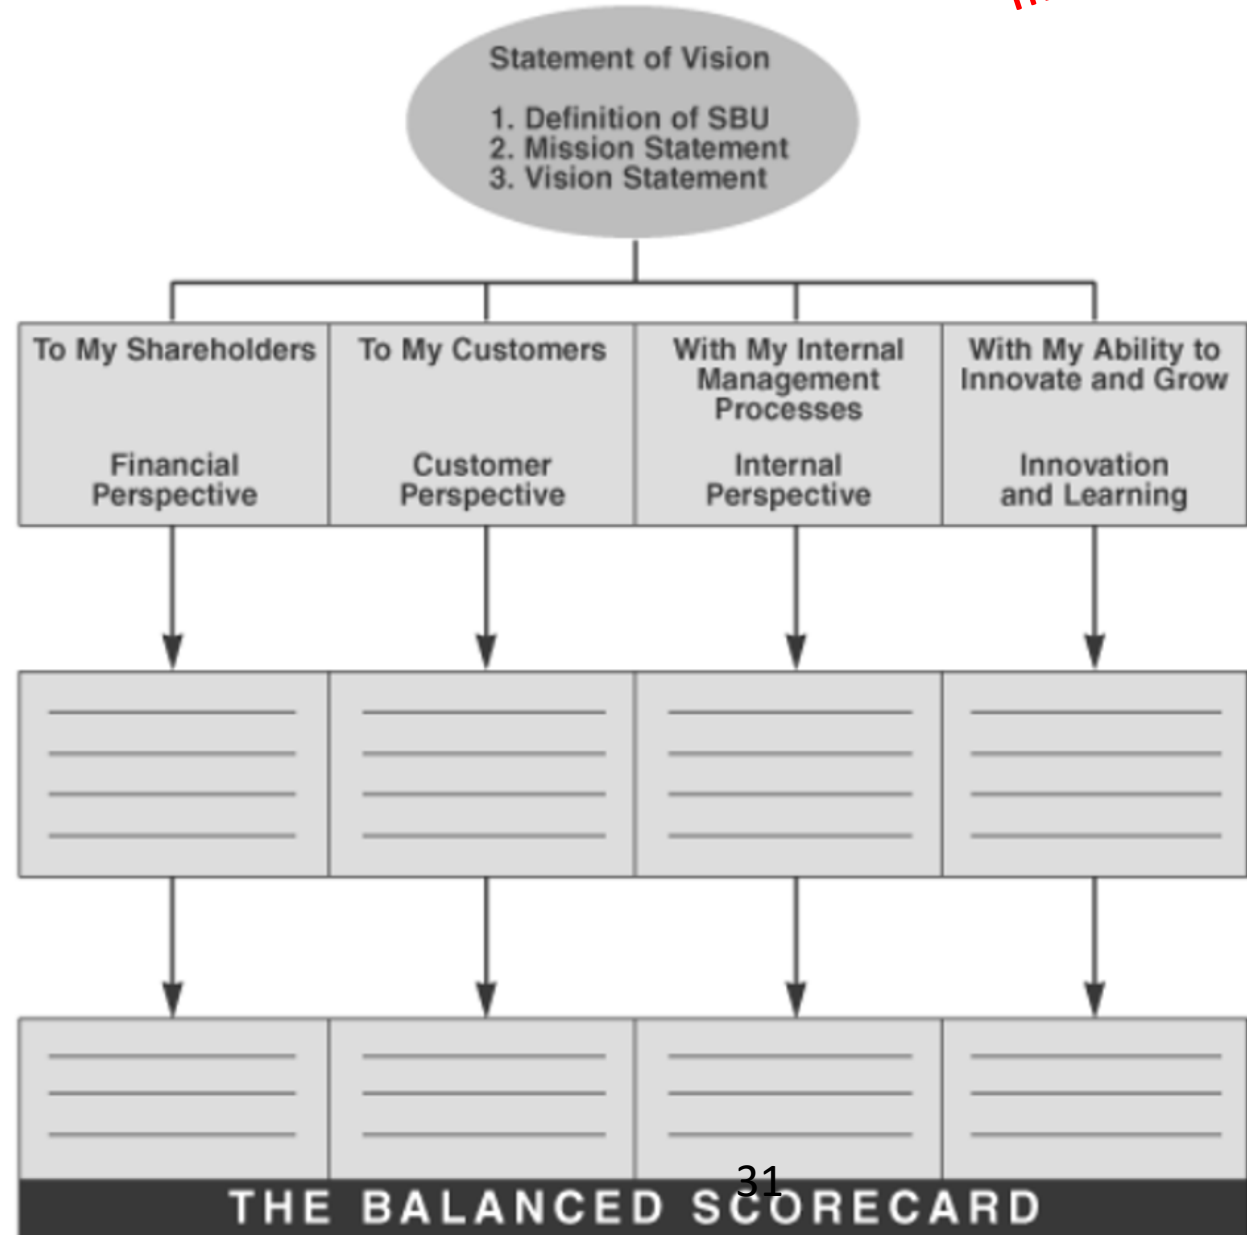 Statement of Vision
1. Definition of SBU
2. Mission Statement
3. Vision Statement
To My Shareholders
Financial
Perspective
To My Customers
Customer
Perspective
With My Internal
Management
Processes
Internal
Perspective
With My Ability to
Innovate and Grow
Innovation
and Learning
31
THE BALANCED SCORECARD